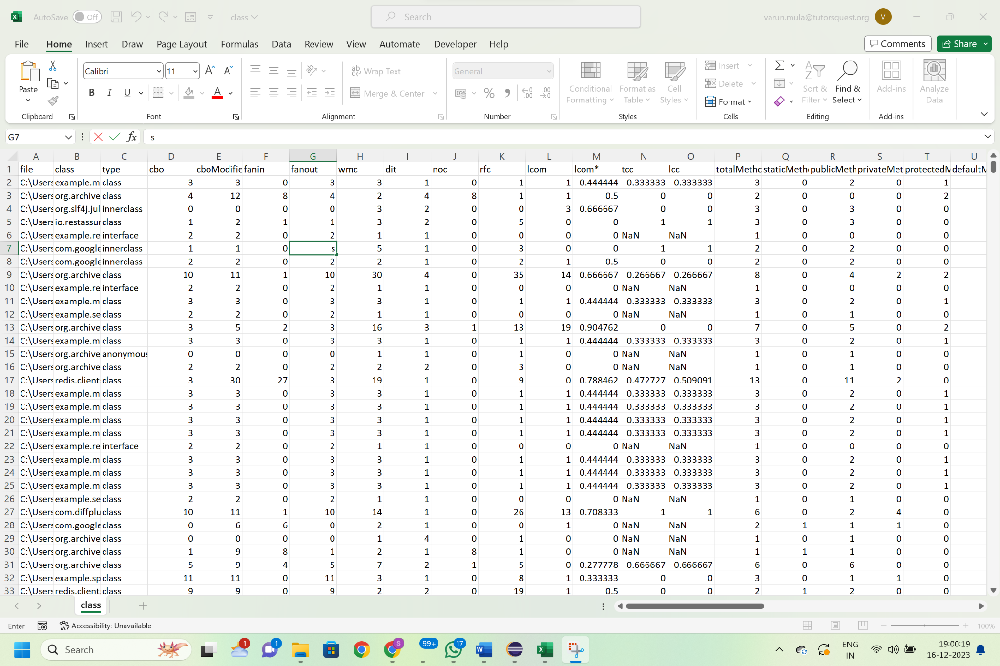 AutoSave Off class Search varun.mula@tutorsquest.org V
File Home Insert Draw Page Layout Formulas Data Review View Automate Developer Help Comments Share
Calibri 11 Wrap Text General Insert
Paste Merge & Center Conditional Formatting Format as Table Cell Styles Delete Sort & Filter Find & Select Add-ins Analyze Data
B I U Format
Clipboard Font Alignment Number Styles Cells Editing Add-ins
G7 fx s
A B C D E F G H I J K L M N O P Q R S T U
1 file class type cbo cboModifie fanin fanout wmc dit noc rfc lcom lcom* tcc lcc totalMethc staticMeth publicMeth privateMet protectedM defaultM
2 C:\Users example.m class 3 3 0 3 3 1 0 1 1 0.444444 0.333333 0.333333 3 0 2 0 1
3 C:\Users org.archive class 4 12 8 4 2 4 8 1 1 0.5 0 0 2 0 0 0 2
4 C:\Users org.slf4j.jul innerclass 0 0 0 0 3 2 0 0 3 0.666667 0 0 3 0 3 0 0
5 C:\Users io.restassur class 1 2 1 1 3 2 0 5 0 0 1 1 3 0 3 0 0
6 C:\Users example.re interface 2 2 0 2 1 1 0 0 0 0 NaN NaN 1 0 0 0 0
7 C:\Users com.google innerclass 1 1 0 s 5 1 0 3 0 0 1 1 2 0 2 0 0
8 C:\Users com.google innerclass 2 2 0 2 2 1 0 2 1 0.5 0 0 2 0 2 0 0
9 C:\Users org.archive class 10 11 1 10 30 4 0 35 14 0.666667 0.266667 0.266667 8 0 4 2 2
10 C:\Users example.re interface 2 2 0 2 1 1 0 0 0 0 NaN NaN 1 0 0 0 0
11 C:\Users example.m class 3 3 0 3 3 1 0 1 1 0.444444 0.333333 0.333333 3 0 2 0 1
12 C:\Users example.se class 2 2 0 2 1 1 0 0 0 0 NaN NaN 1 0 1 0 0
13 C:\Users org.archive class 3 5 2 3 16 3 1 13 19 0.904762 0 0 7 0 5 0 2
14 C:\Users example.m class 3 3 0 3 3 1 0 1 1 0.444444 0.333333 0.333333 3 0 2 0 1
15 C:\Users org.archive anonymous 0 0 0 0 1 1 0 1 0 0 NaN NaN 1 0 1 0 0
16 C:\Users org.archive class 2 2 0 2 2 2 0 3 0 0 NaN NaN 1 0 1 0 0
17 C:\Users redis.client class 3 30 27 3 19 1 0 9 0 0.788462 0.472727 0.509091 13 0 11 2 0
18 C:\Users example.m class 3 3 0 3 3 1 0 1 1 0.444444 0.333333 0.333333 3 0 2 0 1
19 C:\Users example.m class 3 3 0 3 3 1 0 1 1 0.444444 0.333333 0.333333 3 0 2 0 1
20 C:\Users example.m class 3 3 0 3 3 1 0 1 1 0.444444 0.333333 0.333333 3 0 2 0 1
21 C:\Users example.m class 3 3 0 3 3 1 0 1 1 0.444444 0.333333 0.333333 3 0 2 0 1
22 C:\Users example.re interface 2 2 0 2 1 1 0 0 0 0 NaN NaN 1 0 0 0 0
23 C:\Users example.m class 3 3 0 3 3 1 0 1 1 0.444444 0.333333 0.333333 3 0 2 0 1
24 C:\Users example.m class 3 3 0 3 3 1 0 1 1 0.444444 0.333333 0.333333 3 0 2 0 1
25 C:\Users example.m class 3 3 0 3 3 1 0 1 1 0.444444 0.333333 0.333333 3 0 2 0 1
26 C:\Users example.se class 2 2 0 2 1 1 0 0 0 0 NaN NaN 1 0 1 0 0
27 C:\Users com.diffplu class 10 11 1 10 14 1 0 26 13 0.708333 1 1 6 0 2 4 0
28 C:\Users com.google class 0 6 6 0 2 1 0 0 1 0 NaN NaN 2 1 1 1 0
29 C:\Users org.archive class 0 0 0 0 1 4 0 1 0 0 NaN NaN 1 0 1 0 0
30 C:\Users org.archive class 1 9 8 1 2 1 8 1 0 0 NaN NaN 1 1 1 0 0
31 C:\Users org.archive class 5 9 4 5 7 2 1 5 0 0.277778 0.666667 0.666667 6 0 6 0 0
32 C:\Users example.sp class 11 11 0 11 3 1 0 8 1 0.333333 0 0 3 0 1 1 0
33 C:\Users redis.client class 9 9 0 9 2 2 0 19 1 0.5 0 0 2 1 2 0 0
class
Enter Accessibility: Unavailable 100%
Search 1 1 S 99+ 17 ENG 19:00:19
IN 16-12-2023